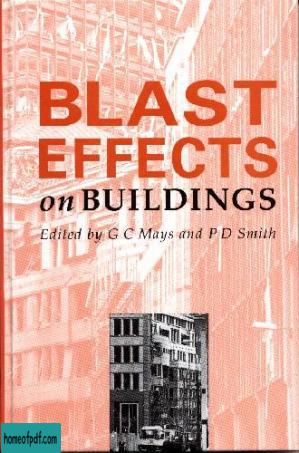 BLAST
EFFECTS
on BUILDINGS
Edited by G C Mays and P D Smith
homeofpdf.com